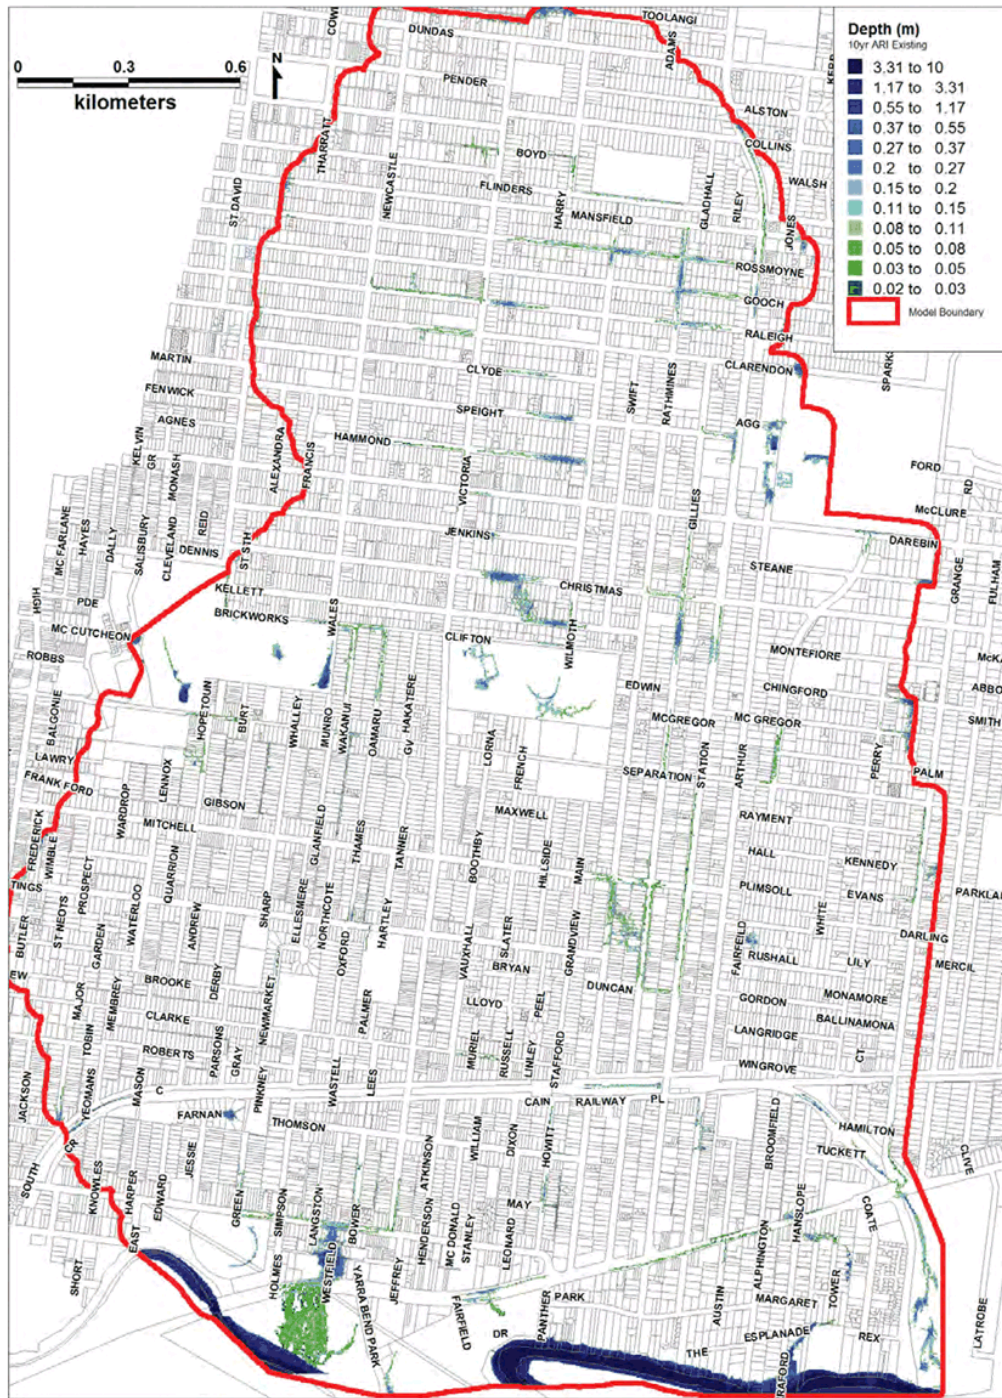 Depth (m)
10yr ARI Existing
3.31 to 10
1.17 to 3.31
0.55 to 1.17
0.37 to 0.55
0.27 to 0.37
0.2 to 0.27
0.15 to 0.2
0.11 to 0.15
0.08 to 0.11
0.05 to 0.08
0.03 to 0.05
0.02 to 0.03
Model Boundary
0 0.3 0.6
kilometers
N
TOOLANGI
DUNDAS
ADAMS
PENDER
ALSTON
COLLINS
THARRATT
BOYD
WALSH
ST DAVID
NEWCASTLE
FLINDERS
HARRY
MANSFIELD
GLADHALL
RILEY
JONES
ROSSMOYNE
GOOCH
RALEIGH
MARTIN
CLYDE
CLARENDON
FENWICK
SWIFT
RATHMINES
AGNES
SPEIGHT
AGG
KELVIN
GR
MONASH
ALEXANDRA
FRANCIS
HAMMOND
VICTORIA
FORD
RD
McCLURE
MC FARLANE
HAYES
DALLY
SALISBURY
CLEVELAND
REID
DENNIS
ST STH
JENKINS
GILLIES
DAREBIN
STEANE
GRANGE
FULHAM
HIGH
PDE
KELLETT
CHRISTMAS
BRICKWORKS
WALES
MC CUTCHEON
CLIFTON
WILMOTH
MONTEFIORE
ROBBS
EDWIN
CHINGFORD
BALGONIE
HOPETOUN
BURT
WHALLEY
MUNRO
WAKANUI
OAMARU
GV
HAKATERE
MCGREGOR
MC GREGOR
SMITH
LORNA
FRENCH
STATION
ARTHUR
PERRY
LAWRY
LENNOX
SEPARATION
PALM
FRANKFORD
WARDROP
GIBSON
MAXWELL
RAYMENT
FREDERICK
WIMBLE
MITCHELL
GLANFIELD
THAMES
TANNER
BOOTHBY
HILLSIDE
MAIN
HALL
KENNEDY
TINGS
PROSPECT
QUARRION
PLIMSOLL
EVANS
PARKLAN
BUTLER
ST NEOTS
GARDEN
WATERLOO
ANDREW
SHARP
ELLESMERE
NORTHCOTE
OXFORD
HARTLEY
VAUXHALL
SLATER
GRANDVIEW
FAIRFEILD
WHITE
DARLING
EW
BROOKE
DERBY
BRYAN
RUSHALL
LILY
MERCIL
MAJOR
MEMBREY
NEWMARKET
PALMER
LLOYD
PEEL
DUNCAN
GORDON
MONAMORE
CLARKE
BALLINAMONA
TOBIN
ROBERTS
PARSONS
GRAY
MURIEL
RUSSELL
LINLEY
STAFFORD
LANGRIDGE
CT
WINGROVE
JACKSON
YEOMANS
MASON
C
PINNEY
WASTELL
LEES
CAIN
RAILWAY
PL
FARNAN
THOMSON
BROOMFIELD
HAMILTON
SOUTH
CR
JESSIE
ATKINSON
WILLIAM
DIXON
HOWITT
TUCKETT
CLIVE
KNOWLES
HARPER
EDWARD
GREEN
SIMPSON
LANGSTON
BOWER
MAY
HANSLOPE
COATE
EAST
HENDERSON
MC DONALD
STANLEY
LEONARD
ALPHINGTON
SHORT
HOLMES
WESTFIELD
YARRA BEND PARK
JEFFREY
FAIRFIELD
PANTHER
PARK
AUSTIN
MARGARET
TOWER
LATROBE
DR
THE
ESPLANADE
REX